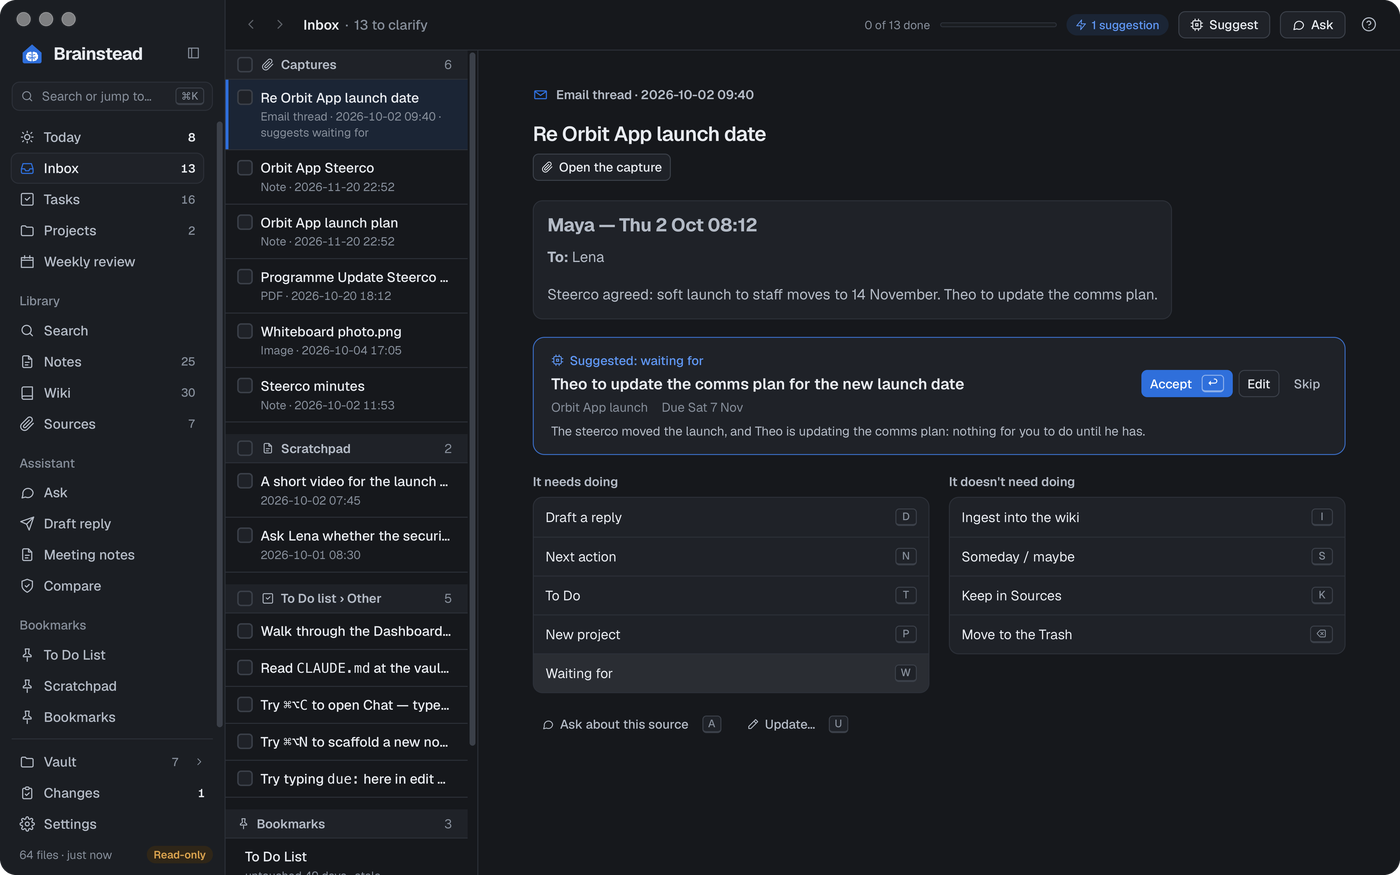 Brainstead
Search or jump to... ⌘K
Today 8
Inbox 13
Tasks 16
Projects 2
Weekly review
Library
Search
Notes 25
Wiki 30
Sources 7
Assistant
Ask
Draft reply
Meeting notes
Compare
Bookmarks
To Do List
Scratchpad
Bookmarks
Vault 7
Changes 1
Settings
64 files · just now Read-only
Inbox · 13 to clarify
0 of 13 done
1 suggestion
Suggest
Ask
Captures 6
Re Orbit App launch date
Email thread · 2026-10-02 09:40 ·
suggests waiting for
Orbit App Steerco
Note · 2026-11-20 22:52
Orbit App launch plan
Note · 2026-11-20 22:52
Programme Update Steerco ...
PDF · 2026-10-20 18:12
Whiteboard photo.png
Image · 2026-10-04 17:05
Steerco minutes
Note · 2026-10-02 11:53
Scratchpad 2
A short video for the launch ...
2026-10-02 07:45
Ask Lena whether the securi...
2026-10-01 08:30
To Do list › Other 5
Walk through the Dashboard...
Read CLAUDE.md at the vaul...
Try ⌘⌥C to open Chat — type...
Try ⌘⌥N to scaffold a new no...
Try typing due: here in edit ...
Bookmarks 3
To Do List
Email thread · 2026-10-02 09:40
Re Orbit App launch date
Open the capture
Maya — Thu 2 Oct 08:12
To: Lena
Steerco agreed: soft launch to staff moves to 14 November. Theo to update the comms plan.
Suggested: waiting for
Theo to update the comms plan for the new launch date
Orbit App launch Due Sat 7 Nov
The steerco moved the launch, and Theo is updating the comms plan: nothing for you to do until he has.
Accept
Edit
Skip
It needs doing
Draft a reply D
Next action N
To Do T
New project P
Waiting for W
It doesn't need doing
Ingest into the wiki I
Someday / maybe S
Keep in Sources K
Move to the Trash
Ask about this source A
Update... U